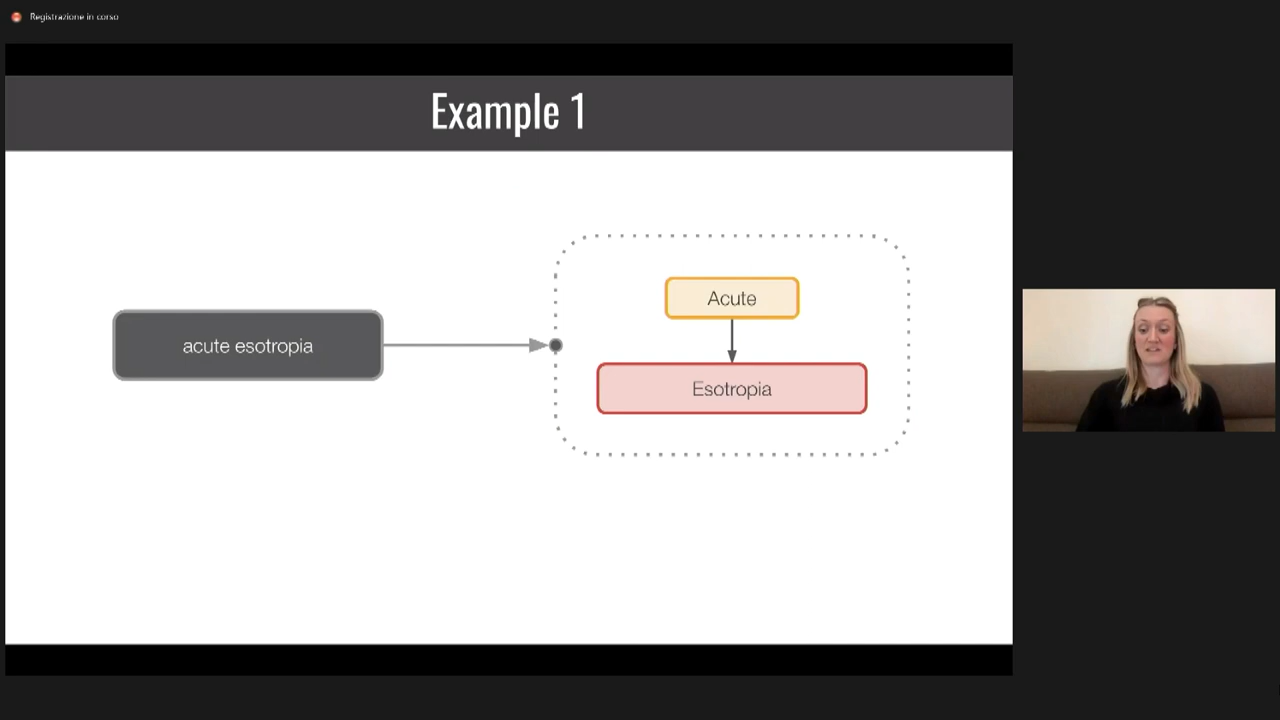 Registrazione in corso
Example 1
acute esotropia
Acute
Esotropia